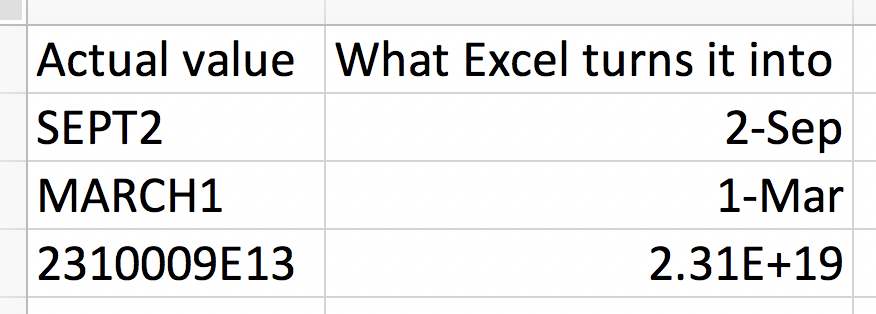 Actual value What Excel turns it into
SEPT2 2-Sep
MARCH1 1-Mar
2310009E13 2.31E+19